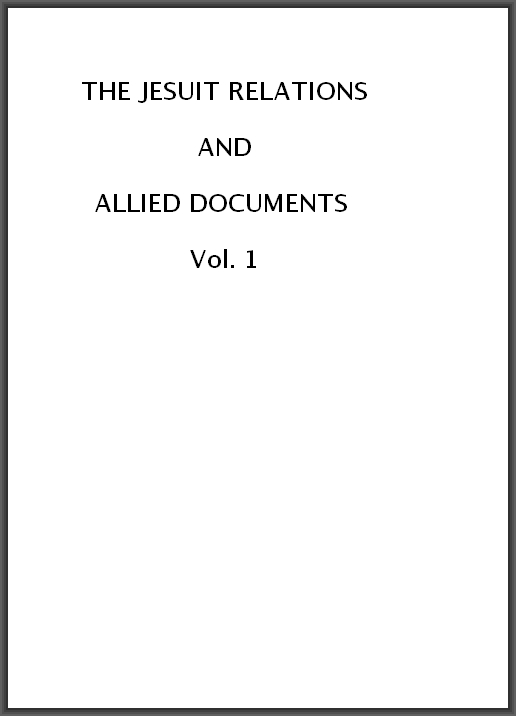 THE JESUIT RELATIONS
AND
ALLIED DOCUMENTS
Vol. 1